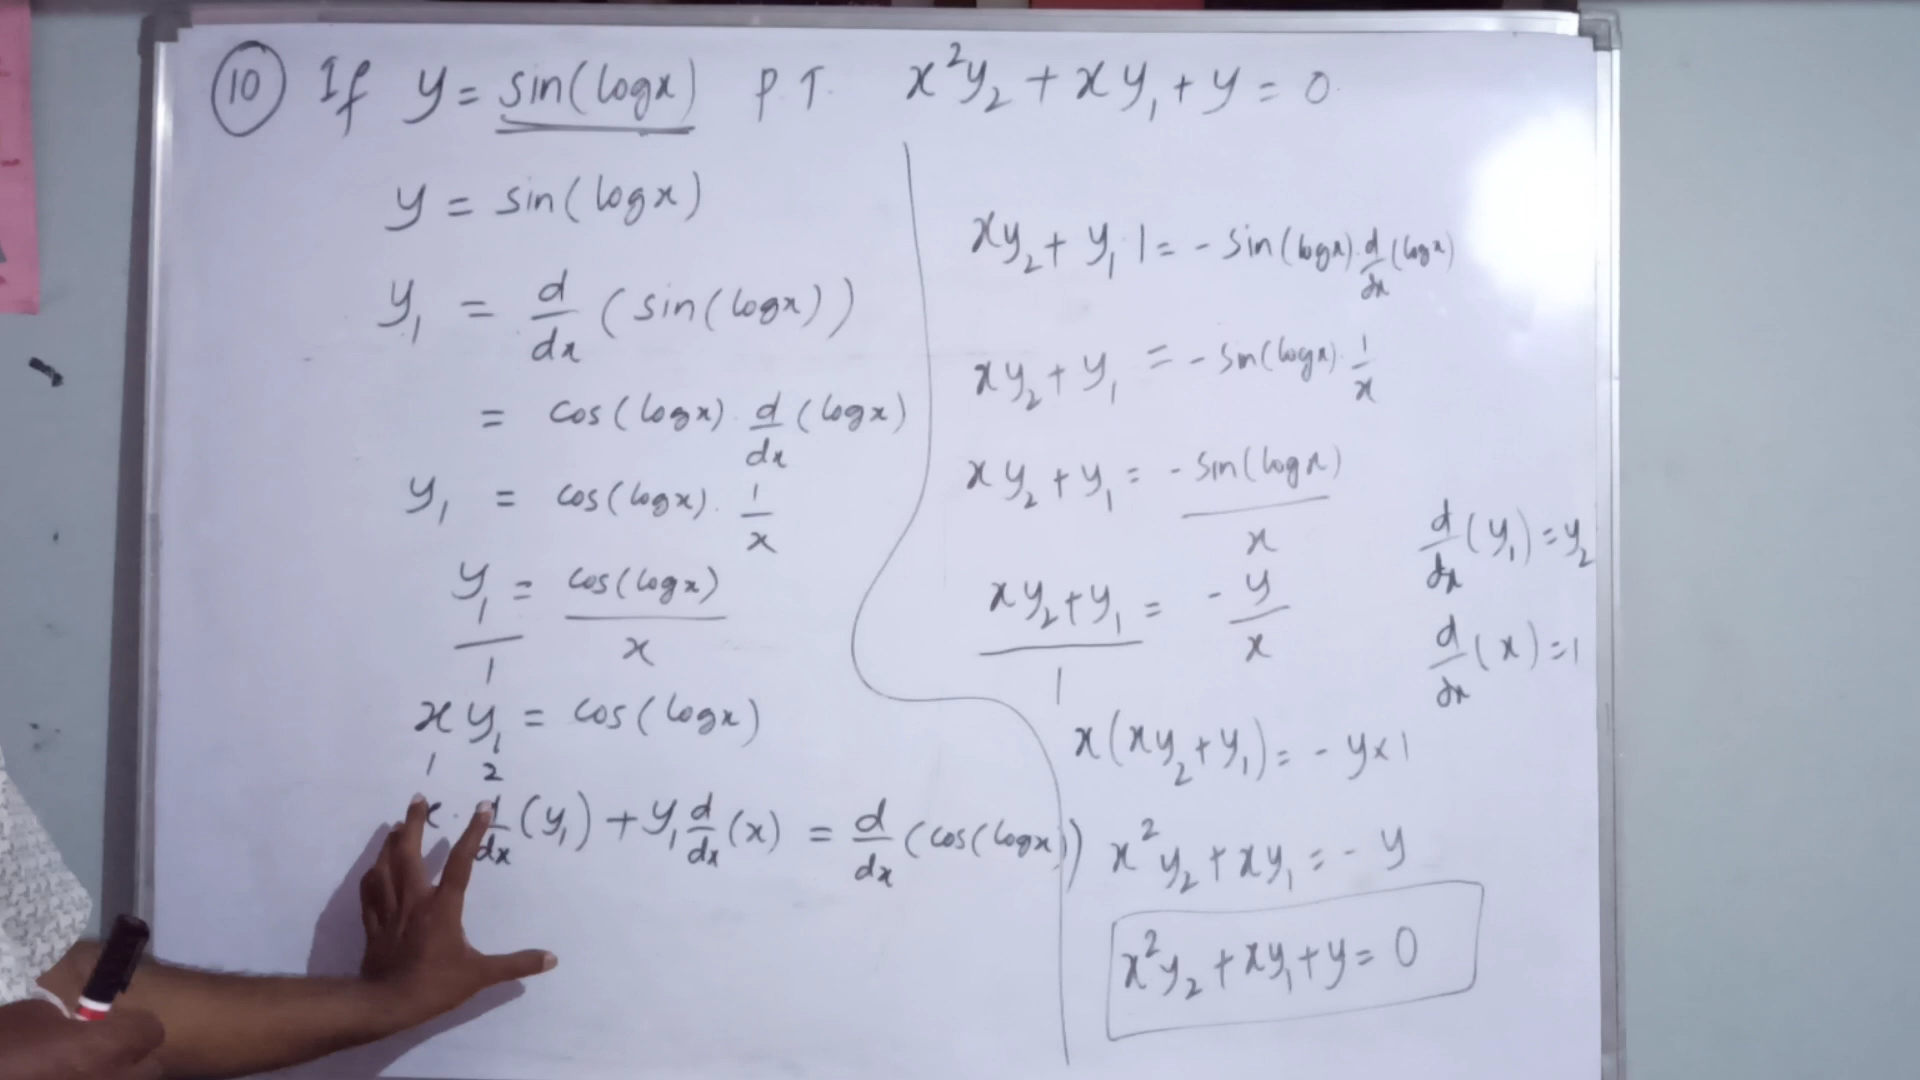 10 If y = sin(logx) P.T. x²y₂ + xy₁ + y = 0
y = sin(logx)
y₁ = d/dx (sin(logx))
= cos(logx) . d/dx (logx)
y₁ = cos(logx) . 1/x
y₁/1 = cos(logx)/x
xy₁ = cos(logx)
1 2
x . d/dx (y₁) + y₁ d/dx (x) = d/dx (cos(logx))
xy₂ + y₁ . 1 = - sin(logx) . d/dx (logx)
xy₂ + y₁ = - sin(logx) . 1/x
xy₂ + y₁ = - sin(logx)/x
(xy₂ + y₁)/1 = - y/x
x(xy₂ + y₁) = - y × 1
x²y₂ + xy₁ = - y
x²y₂ + xy₁ + y = 0
d/dx (y₁) = y₂
d/dx (x) = 1